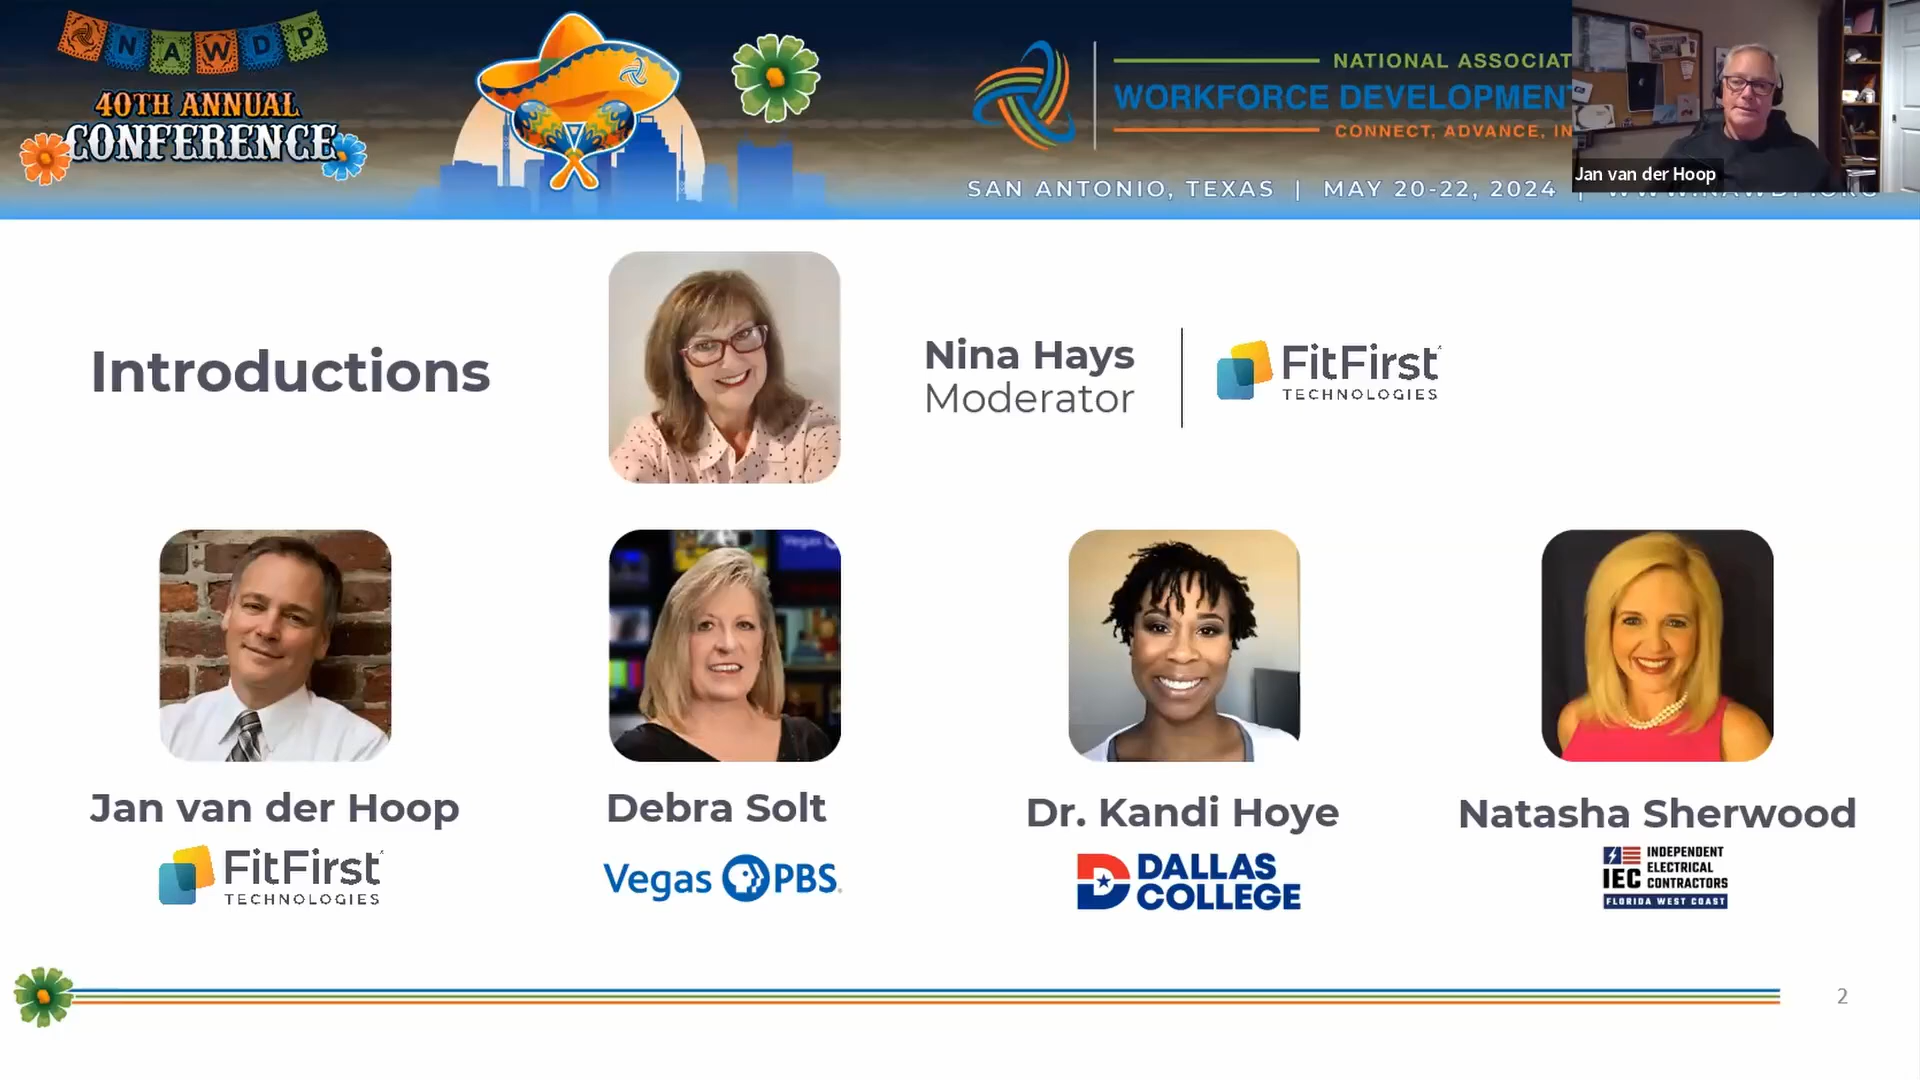 NAWDP
40TH ANNUAL
CONFERENCE
NATIONAL ASSOCIAT
WORKFORCE DEVELOPMEN
CONNECT, ADVANCE, IN
SAN ANTONIO, TEXAS | MAY 20-22, 2024 |
Jan van der Hoop
Introductions
Nina Hays
Moderator
FitFirst
TECHNOLOGIES
Vegas
Jan van der Hoop
FitFirst
TECHNOLOGIES
Debra Solt
Vegas PBS.
Dr. Kandi Hoye
D DALLAS
COLLEGE
Natasha Sherwood
IEC INDEPENDENT
ELECTRICAL
CONTRACTORS
FLORIDA WEST COAST
2